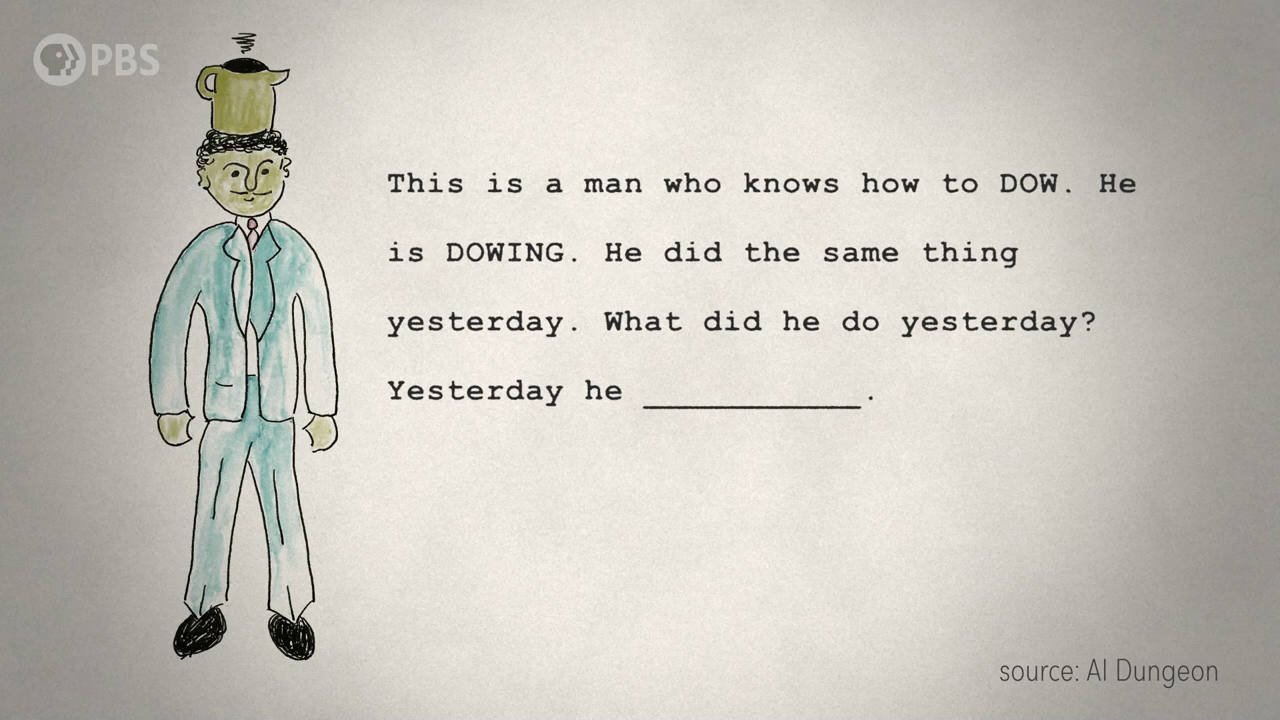 PBS
This is a man who knows how to DOW. He
is DOWING. He did the same thing
yesterday. What did he do yesterday?
Yesterday he ____________.
source: AI Dungeon